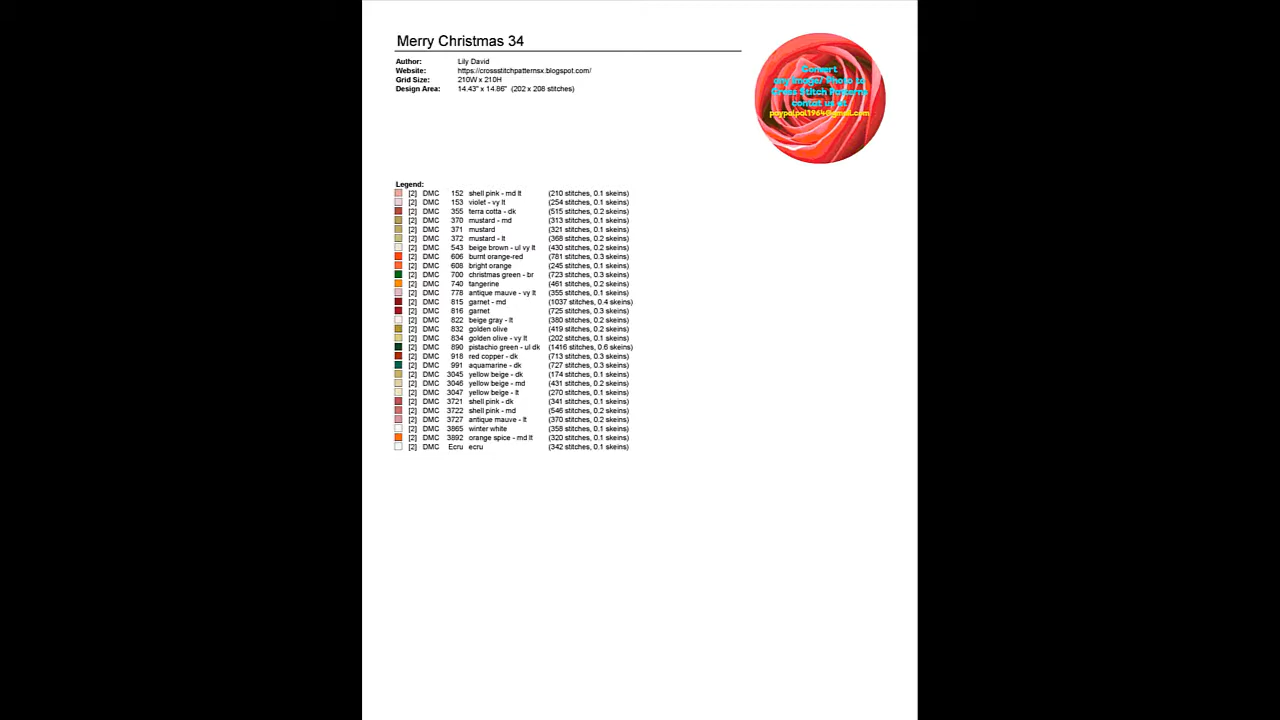 Merry Christmas 34
Author: Lily David
Website: https://crossstitchpatternsx.blogspot.com/
Grid Size: 210W x 210H
Design Area: 14.43" x 14.86" (202 x 208 stitches)
Convert
any image/ Photo to
Cross Stitch Patterns
contat us at
paypalpal1964@gmail.com
Legend:
[2] DMC 152 shell pink - md lt (210 stitches, 0.1 skeins)
[2] DMC 153 violet - vy lt (254 stitches, 0.1 skeins)
[2] DMC 355 terra cotta - dk (515 stitches, 0.2 skeins)
[2] DMC 370 mustard - md (313 stitches, 0.1 skeins)
[2] DMC 371 mustard (321 stitches, 0.1 skeins)
[2] DMC 372 mustard - lt (368 stitches, 0.2 skeins)
[2] DMC 543 beige brown - ul vy lt (430 stitches, 0.2 skeins)
[2] DMC 606 burnt orange-red (781 stitches, 0.3 skeins)
[2] DMC 608 bright orange (245 stitches, 0.1 skeins)
[2] DMC 700 christmas green - br (723 stitches, 0.3 skeins)
[2] DMC 740 tangerine (461 stitches, 0.2 skeins)
[2] DMC 778 antique mauve - vy lt (355 stitches, 0.1 skeins)
[2] DMC 815 garnet - md (1037 stitches, 0.4 skeins)
[2] DMC 816 garnet (725 stitches, 0.3 skeins)
[2] DMC 822 beige gray - lt (380 stitches, 0.2 skeins)
[2] DMC 832 golden olive (419 stitches, 0.2 skeins)
[2] DMC 834 golden olive - vy lt (202 stitches, 0.1 skeins)
[2] DMC 890 pistachio green - ul dk (1416 stitches, 0.6 skeins)
[2] DMC 918 red copper - dk (713 stitches, 0.3 skeins)
[2] DMC 991 aquamarine - dk (727 stitches, 0.3 skeins)
[2] DMC 3045 yellow beige - dk (174 stitches, 0.1 skeins)
[2] DMC 3046 yellow beige - md (431 stitches, 0.2 skeins)
[2] DMC 3047 yellow beige - lt (270 stitches, 0.1 skeins)
[2] DMC 3721 shell pink - dk (341 stitches, 0.1 skeins)
[2] DMC 3722 shell pink - md (546 stitches, 0.2 skeins)
[2] DMC 3727 antique mauve - lt (370 stitches, 0.2 skeins)
[2] DMC 3865 winter white (358 stitches, 0.1 skeins)
[2] DMC 3892 orange spice - md lt (320 stitches, 0.1 skeins)
[2] DMC Ecru ecru (342 stitches, 0.1 skeins)